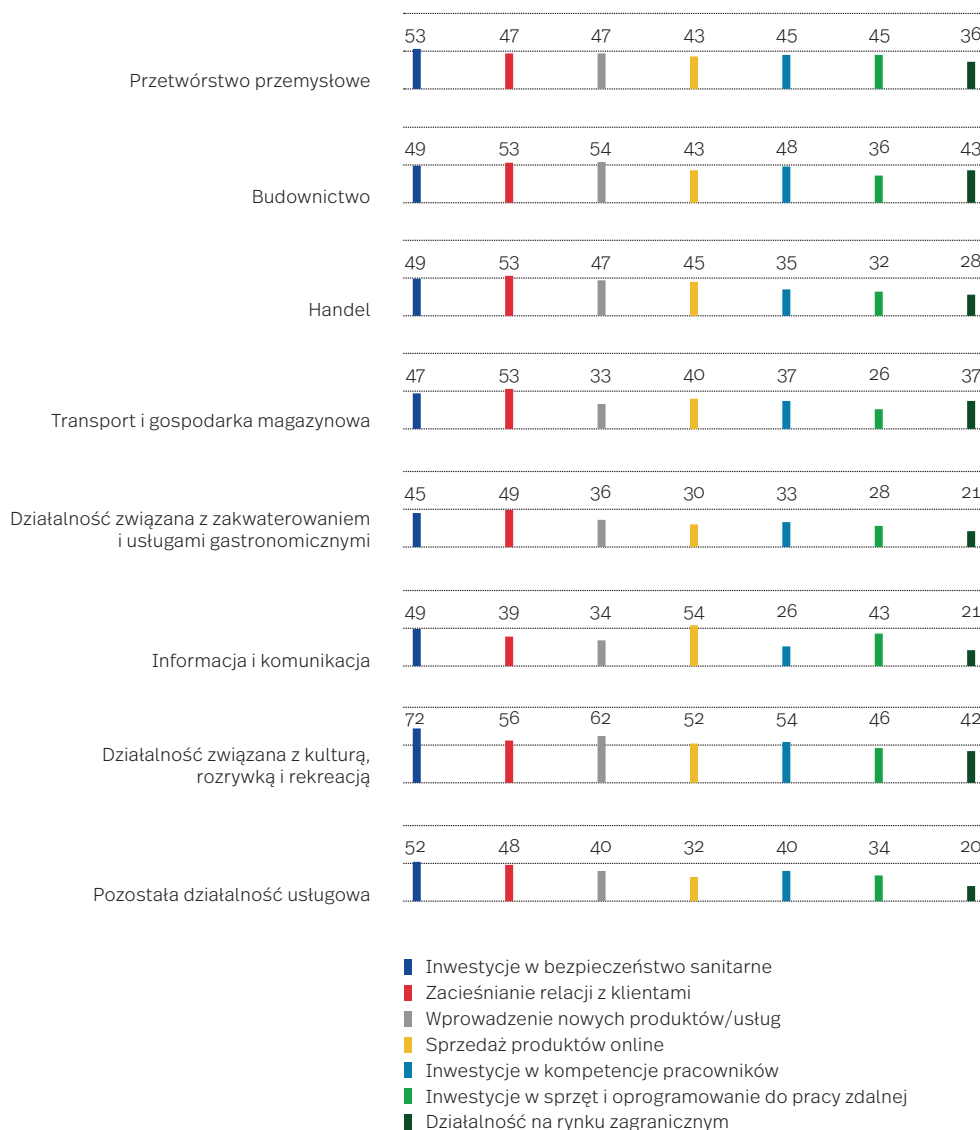 53 47 47 43 45 45 36
Przetwórstwo przemysłowe
49 53 54 43 48 36 43
Budownictwo
49 53 47 45 35 32 28
Handel
47 53 33 40 37 26 37
Transport i gospodarka magazynowa
45 49 36 30 33 28 21
Działalność związana z zakwaterowaniem
i usługami gastronomicznymi
49 39 34 54 26 43 21
Informacja i komunikacja
72 56 62 52 54 46 42
Działalność związana z kulturą,
rozrywką i rekreacją
52 48 40 32 40 34 20
Pozostała działalność usługowa
Inwestycje w bezpieczeństwo sanitarne
Zacieśnianie relacji z klientami
Wprowadzenie nowych produktów/usług
Sprzedaż produktów online
Inwestycje w kompetencje pracowników
Inwestycje w sprzęt i oprogramowanie do pracy zdalnej
Działalność na rynku zagranicznym